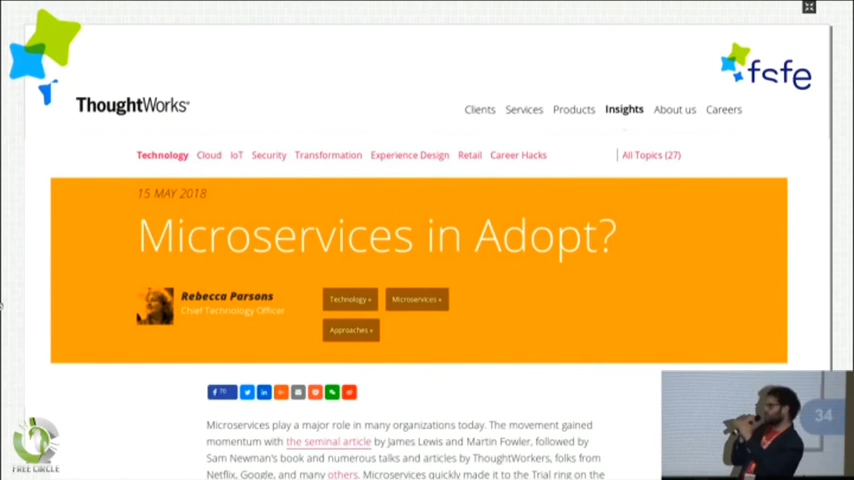 fsfe
ThoughtWorks®
Clients Services Products Insights About us Careers
Technology Cloud IoT Security Transformation Experience Design Retail Career Hacks | All Topics (27)
15 MAY 2018
Microservices in Adopt?
Rebecca Parsons
Chief Technology Officer
Technology » Microservices »
Approaches »
Microservices play a major role in many organizations today. The movement gained
momentum with the seminal article by James Lewis and Martin Fowler, followed by
Sam Newman's book and numerous talks and articles by ThoughtWorkers, folks from
Netflix, Google, and many others. Microservices quickly made it to the Trial ring on the
34
FREE CIRCLE